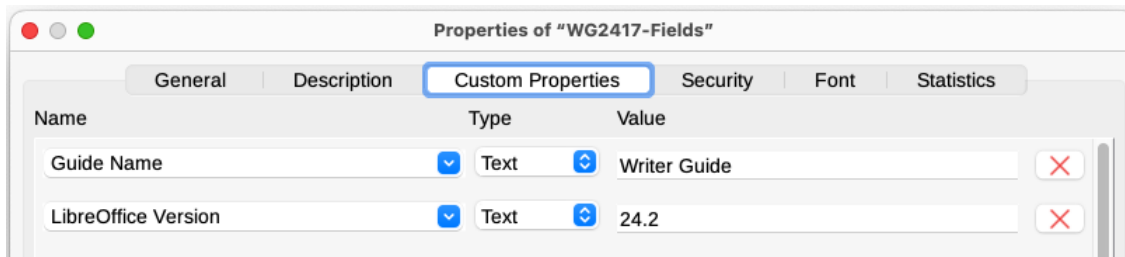 Properties of “WG2417-Fields”
General Description Custom Properties Security Font Statistics
Name Type Value
Guide Name Text Writer Guide
LibreOffice Version Text 24.2